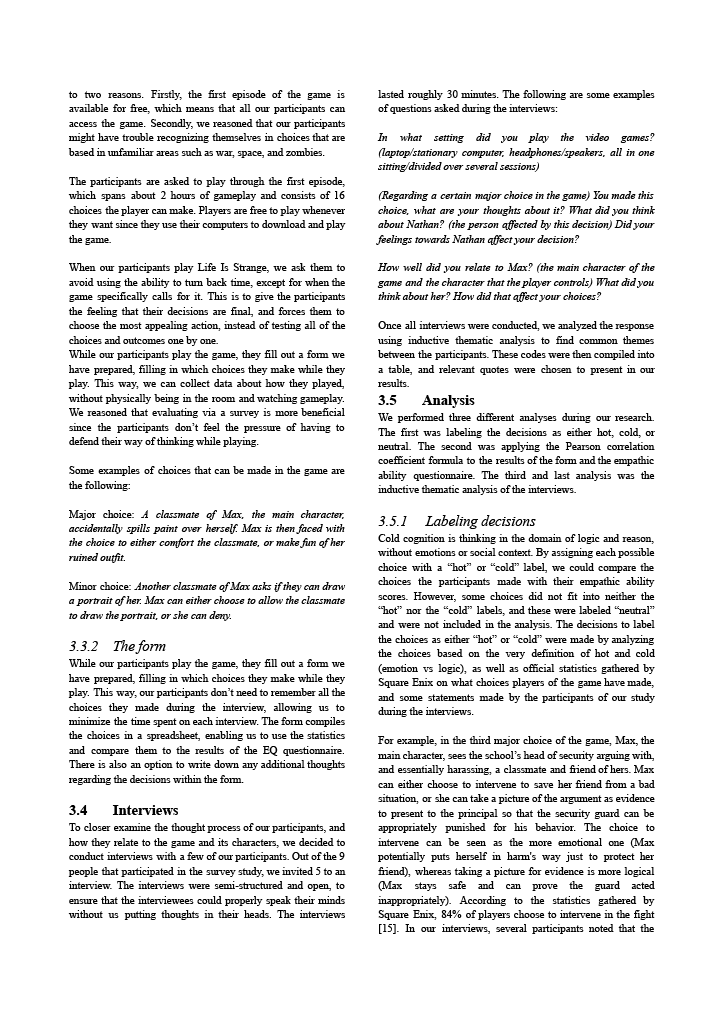 to two reasons. Firstly, the first episode of the game is
available for free, which means that all our participants can
access the game. Secondly, we reasoned that our participants
might have trouble recognizing themselves in choices that are
based in unfamiliar areas such as war, space, and zombies.
The participants are asked to play through the first episode,
which spans about 2 hours of gameplay and consists of 16
choices the player can make. Players are free to play whenever
they want since they use their computers to download and play
the game.
When our participants play Life Is Strange, we ask them to
avoid using the ability to turn back time, except for when the
game specifically calls for it. This is to give the participants
the feeling that their decisions are final, and forces them to
choose the most appealing action, instead of testing all of the
choices and outcomes one by one.
While our participants play the game, they fill out a form we
have prepared, filling in which choices they make while they
play. This way, we can collect data about how they played,
without physically being in the room and watching gameplay.
We reasoned that evaluating via a survey is more beneficial
since the participants don’t feel the pressure of having to
defend their way of thinking while playing.
Some examples of choices that can be made in the game are
the following:
Major choice: A classmate of Max, the main character,
accidentally spills paint over herself. Max is then faced with
the choice to either comfort the classmate, or make fun of her
ruined outfit.
Minor choice: Another classmate of Max asks if they can draw
a portrait of her. Max can either choose to allow the classmate
to draw the portrait, or she can deny.
3.3.2 The form
While our participants play the game, they fill out a form we
have prepared, filling in which choices they make while they
play. This way, our participants don’t need to remember all the
choices they made during the interview, allowing us to
minimize the time spent on each interview. The form compiles
the choices in a spreadsheet, enabling us to use the statistics
and compare them to the results of the EQ questionnaire.
There is also an option to write down any additional thoughts
regarding the decisions within the form.
3.4 Interviews
To closer examine the thought process of our participants, and
how they relate to the game and its characters, we decided to
conduct interviews with a few of our participants. Out of the 9
people that participated in the survey study, we invited 5 to an
interview. The interviews were semi-structured and open, to
ensure that the interviewees could properly speak their minds
without us putting thoughts in their heads. The interviews
lasted roughly 30 minutes. The following are some examples
of questions asked during the interviews:
In what setting did you play the video games?
(laptop/stationary computer, headphones/speakers, all in one
sitting/divided over several sessions)
(Regarding a certain major choice in the game) You made this
choice, what are your thoughts about it? What did you think
about Nathan? (the person affected by this decision) Did your
feelings towards Nathan affect your decision?
How well did you relate to Max? (the main character of the
game and the character that the player controls) What did you
think about her? How did that affect your choices?
Once all interviews were conducted, we analyzed the response
using inductive thematic analysis to find common themes
between the participants. These codes were then compiled into
a table, and relevant quotes were chosen to present in our
results.
3.5 Analysis
We performed three different analyses during our research.
The first was labeling the decisions as either hot, cold, or
neutral. The second was applying the Pearson correlation
coefficient formula to the results of the form and the empathic
ability questionnaire. The third and last analysis was the
inductive thematic analysis of the interviews.
3.5.1 Labeling decisions
Cold cognition is thinking in the domain of logic and reason,
without emotions or social context. By assigning each possible
choice with a “hot” or “cold” label, we could compare the
choices the participants made with their empathic ability
scores. However, some choices did not fit into neither the
“hot” nor the “cold” labels, and these were labeled “neutral”
and were not included in the analysis. The decisions to label
the choices as either “hot” or “cold” were made by analyzing
the choices based on the very definition of hot and cold
(emotion vs logic), as well as official statistics gathered by
Square Enix on what choices players of the game have made,
and some statements made by the participants of our study
during the interviews.
For example, in the third major choice of the game, Max, the
main character, sees the school’s head of security arguing with,
and essentially harassing, a classmate and friend of hers. Max
can either choose to intervene to save her friend from a bad
situation, or she can take a picture of the argument as evidence
to present to the principal so that the security guard can be
appropriately punished for his behavior. The choice to
intervene can be seen as the more emotional one (Max
potentially puts herself in harm's way just to protect her
friend), whereas taking a picture for evidence is more logical
(Max stays safe and can prove the guard acted
inappropriately). According to the statistics gathered by
Square Enix, 84% of players choose to intervene in the fight
[15]. In our interviews, several participants noted that the